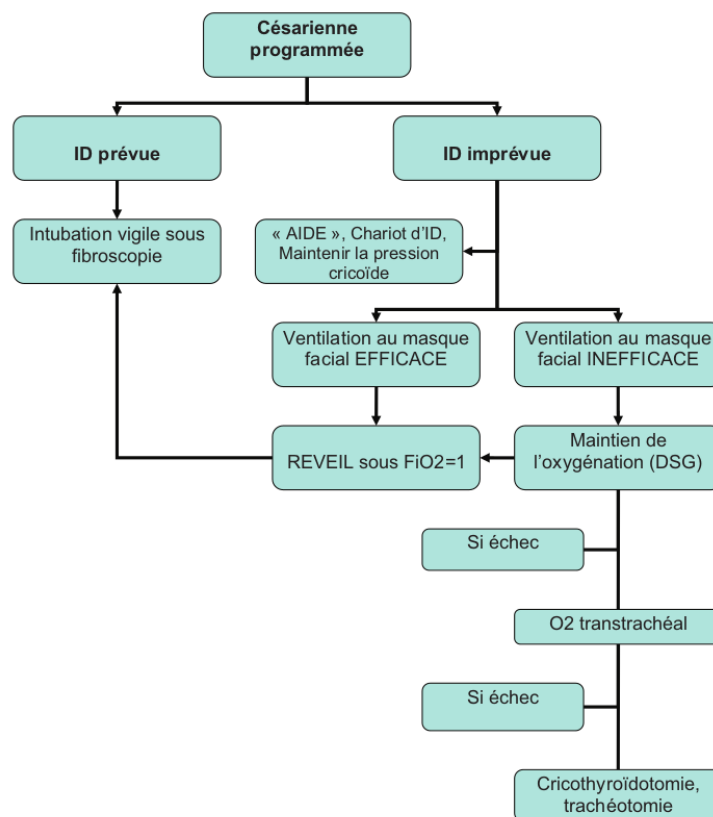 Césarienne
programmée
ID prévue
ID imprévue
Intubation vigile sous
fibroscopie
« AIDE », Chariot d'ID,
Maintenir la pression
cricoïde
Ventilation au masque
facial EFFICACE
Ventilation au masque
facial INEFFICACE
REVEIL sous FiO2=1
Maintien de
l'oxygénation (DSG)
Si échec
O2 transtrachéal
Si échec
Cricothyroïdotomie,
trachéotomie